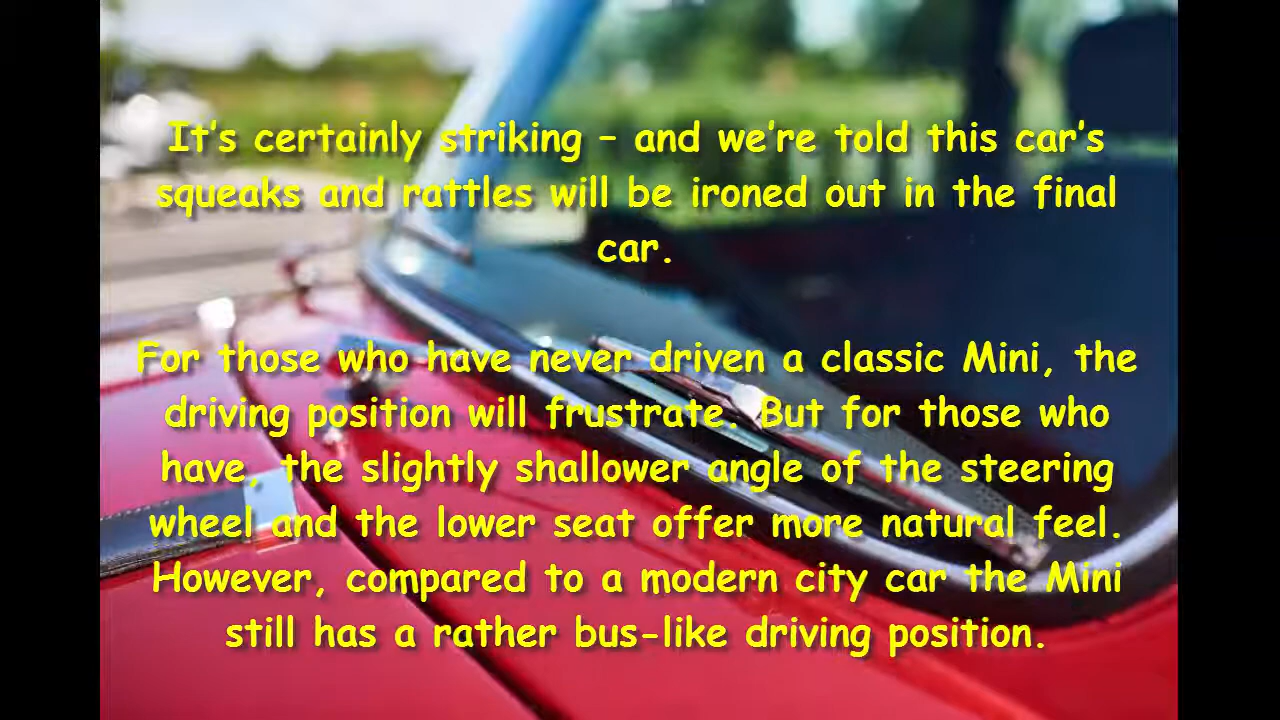 It’s certainly striking – and we’re told this car’s
squeaks and rattles will be ironed out in the final
car.
For those who have never driven a classic Mini, the
driving position will frustrate. But for those who
have, the slightly shallower angle of the steering
wheel and the lower seat offer more natural feel.
However, compared to a modern city car the Mini
still has a rather bus-like driving position.